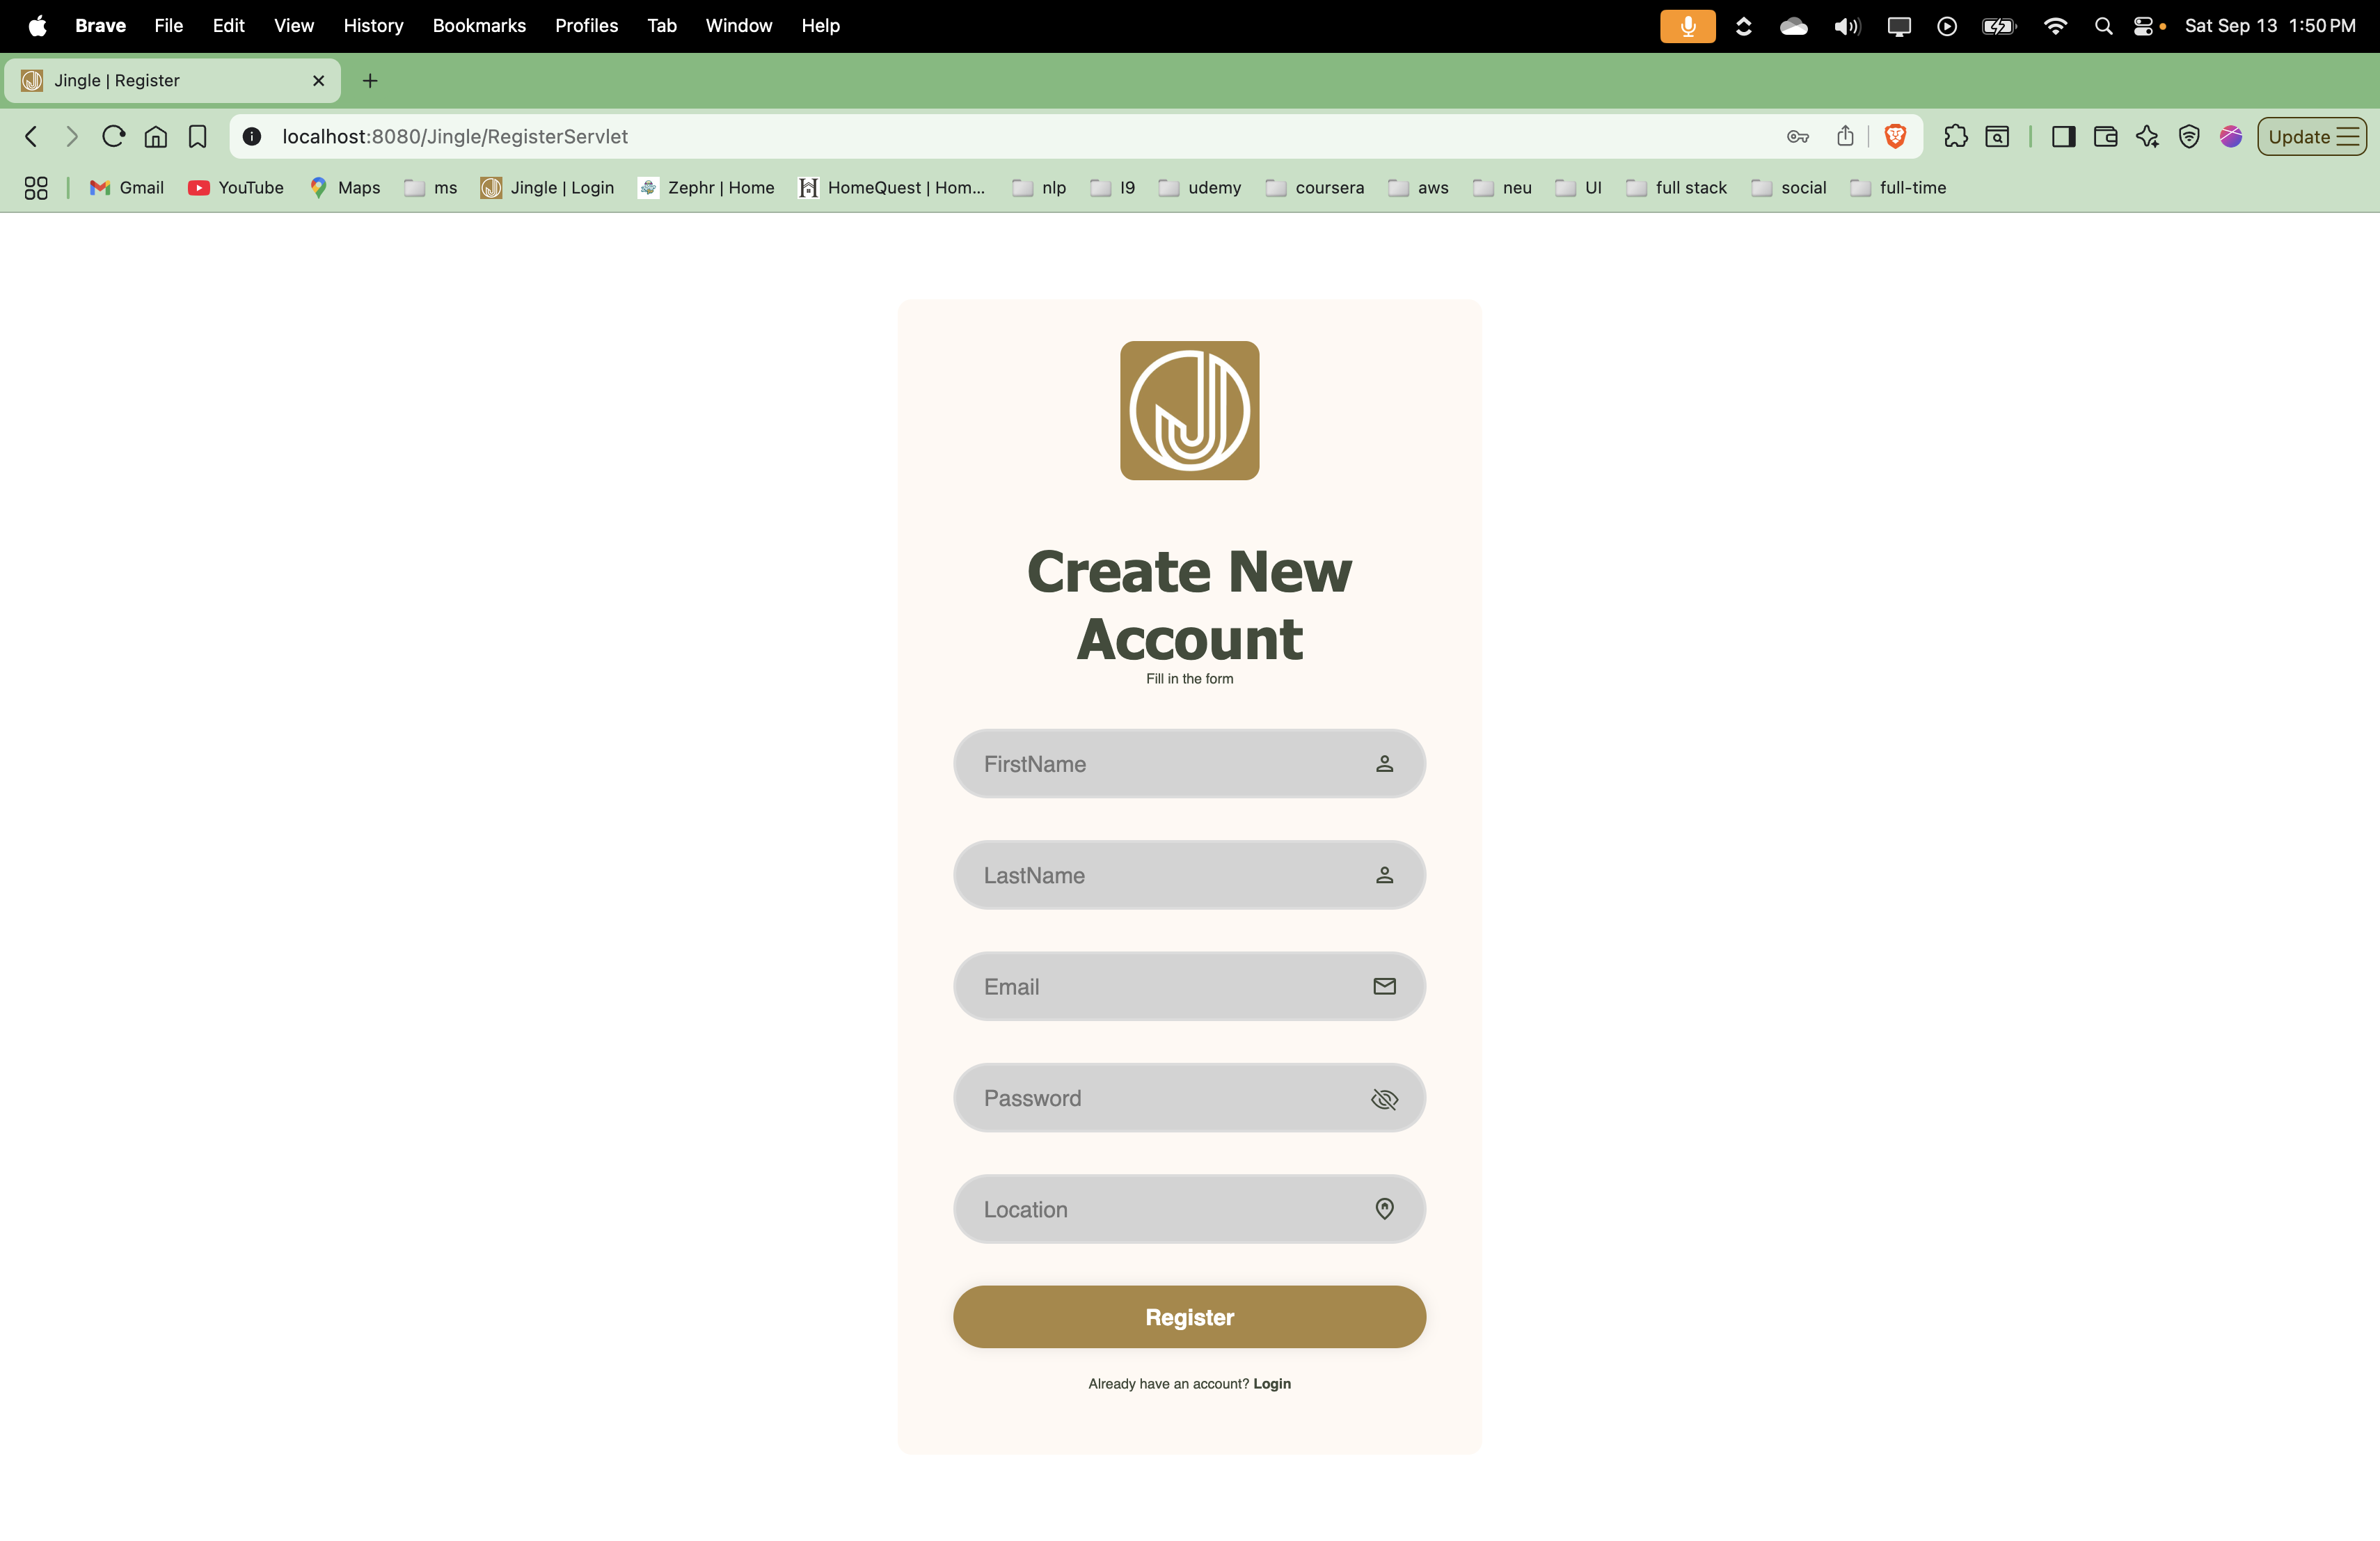 Brave File Edit View History Bookmarks Profiles Tab Window Help Sat Sep 13 1:50 PM
Jingle | Register
localhost:8080/Jingle/RegisterServlet Update
Gmail YouTube Maps ms Jingle | Login Zephr | Home HomeQuest | Hom... nlp I9 udemy coursera aws neu UI full stack social full-time
Create New
Account
Fill in the form
FirstName
LastName
Email
Password
Location
Register
Already have an account? Login